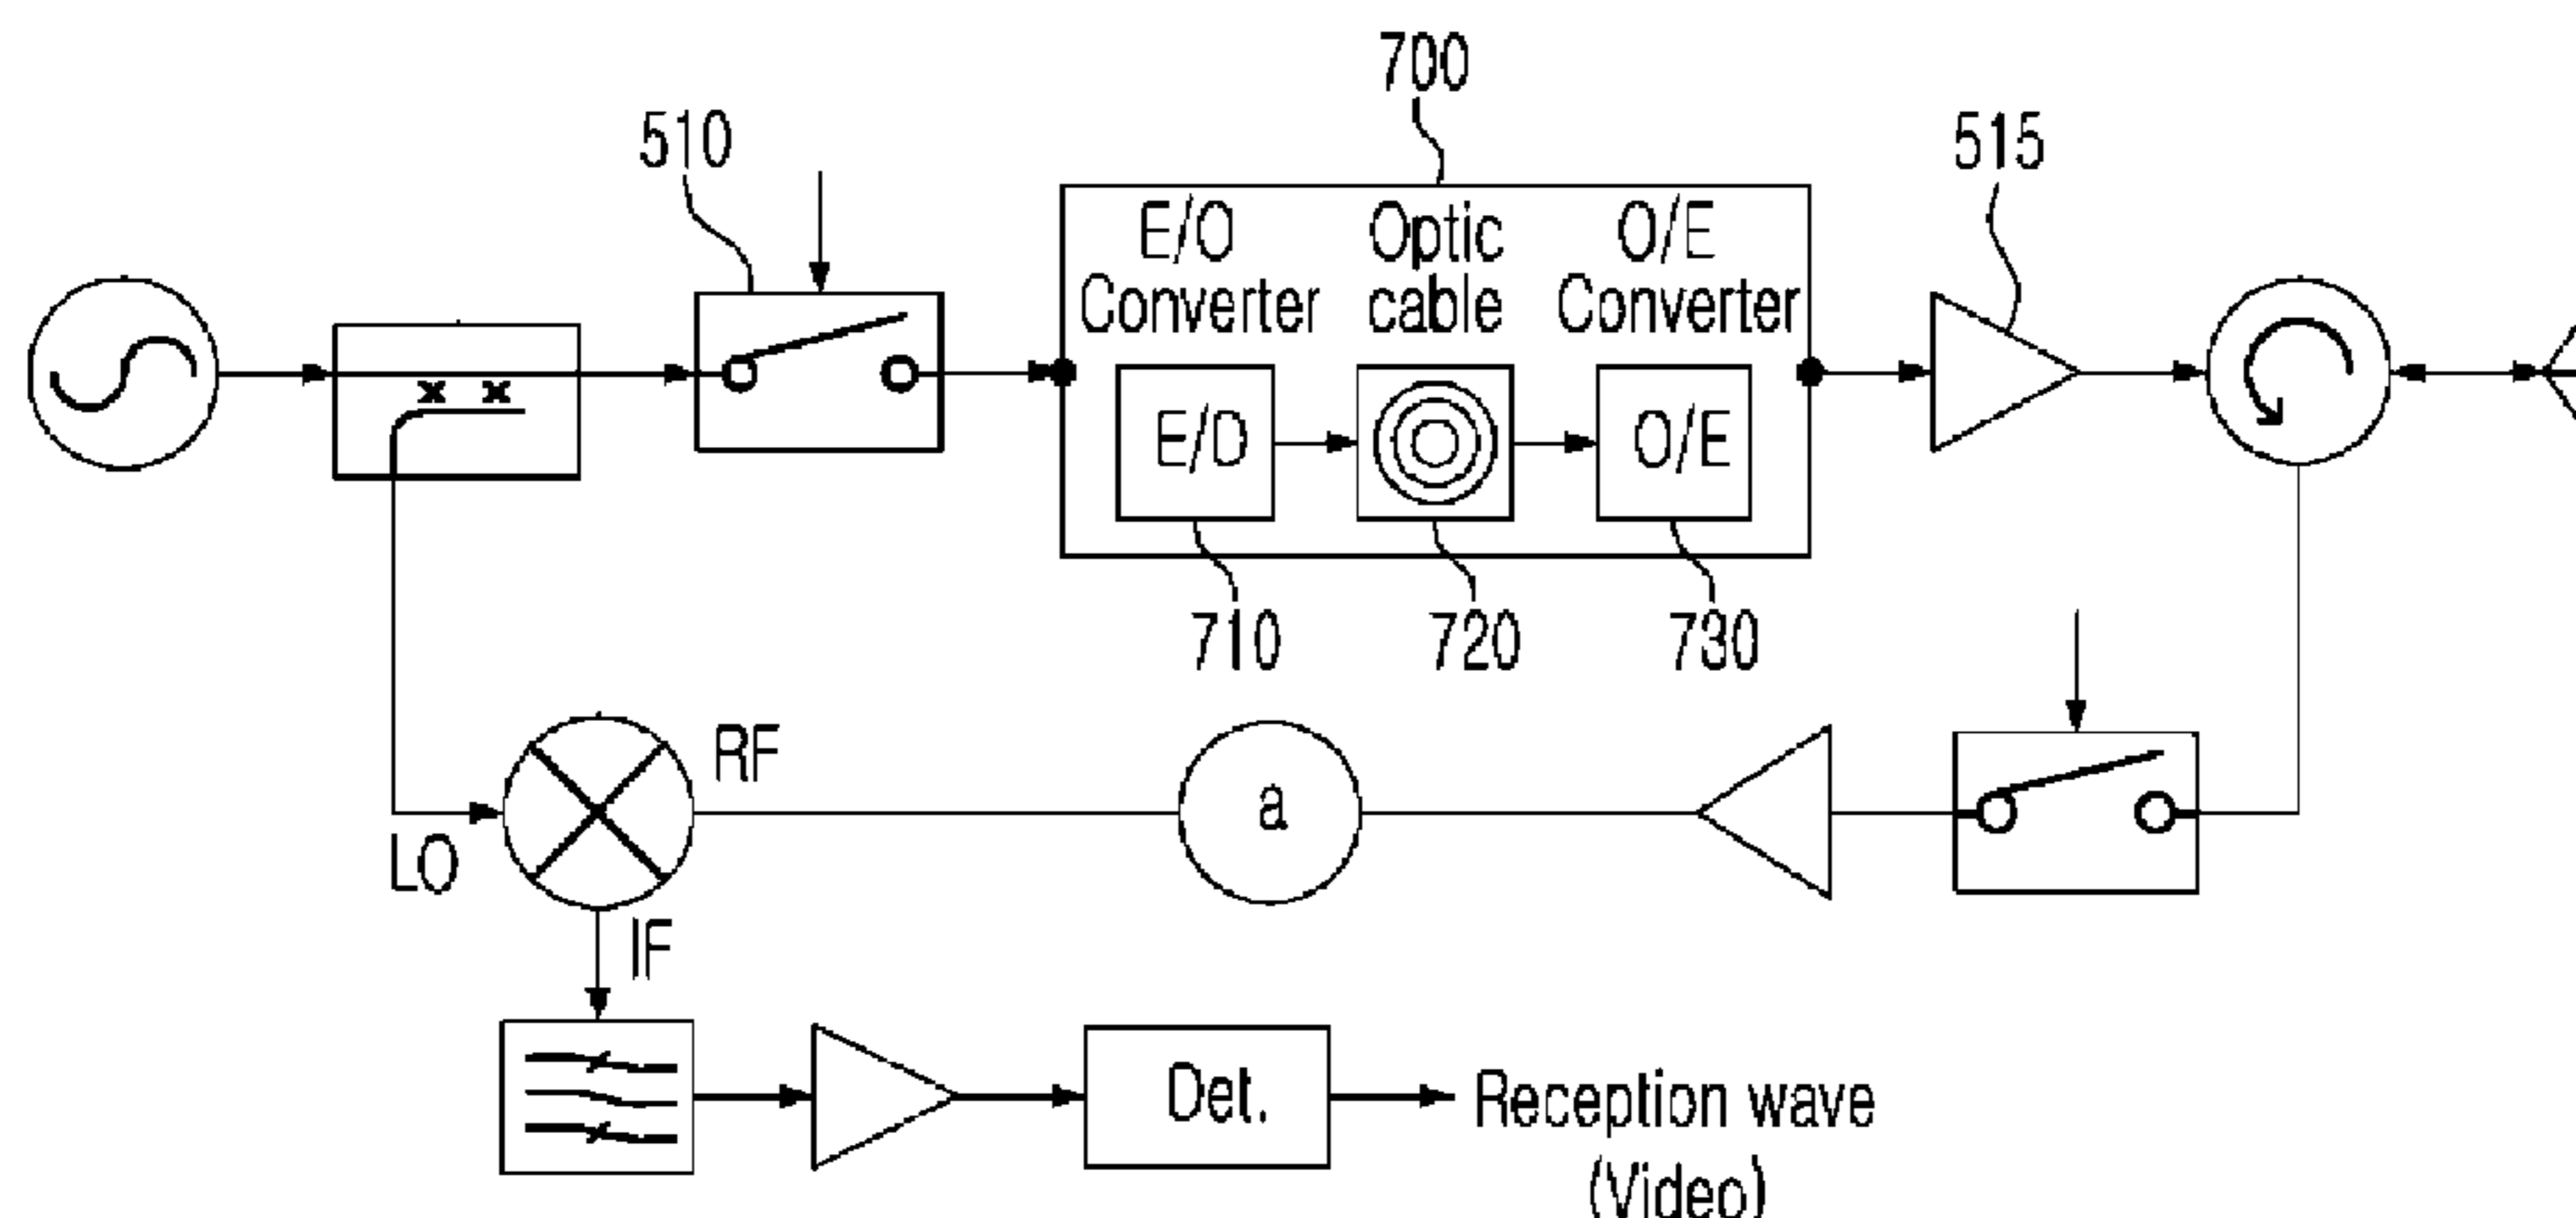 700
510
515
E/O Converter
Optic cable
O/E Converter
E/D
O/E
710
720
730
RF
a
LO
IF
Det.
Reception wave
(Video)